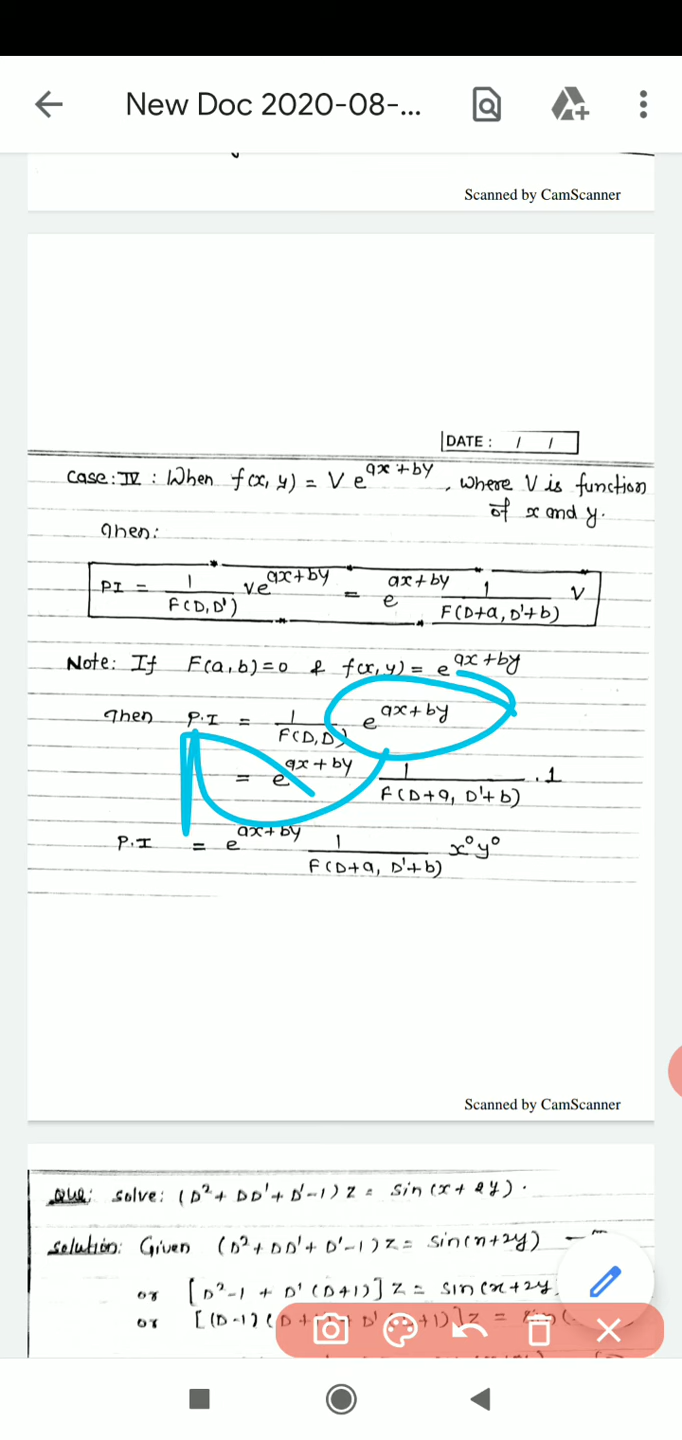 New Doc 2020-08-...
Scanned by CamScanner
DATE : / /
Case: IV : When f(x, y) = V e^ax+by, where V is function
of x and y.
Then:
PI = 1/F(D, D') Ve^ax+by = e^ax+by 1/F(D+a, D'+b) V
Note: If F(a, b)=0 & f(x, y) = e^ax+by
Then P.I = 1/F(D, D') e^ax+by
= e^ax+by 1/F(D+a, D'+b) .1
P.I = e^ax+by 1/F(D+a, D'+b) x°y°
Scanned by CamScanner
Que: Solve: (D²+ DD'+ D'-1) z = Sin (x+ 2y).
Solution: Given (D²+ DD'+ D'-1) z = Sin(x+2y)
or [D²-1 + D'(D+1)] z = Sin(x+2y
or [(D-1)(D +1)+ D'(D+1)]z =